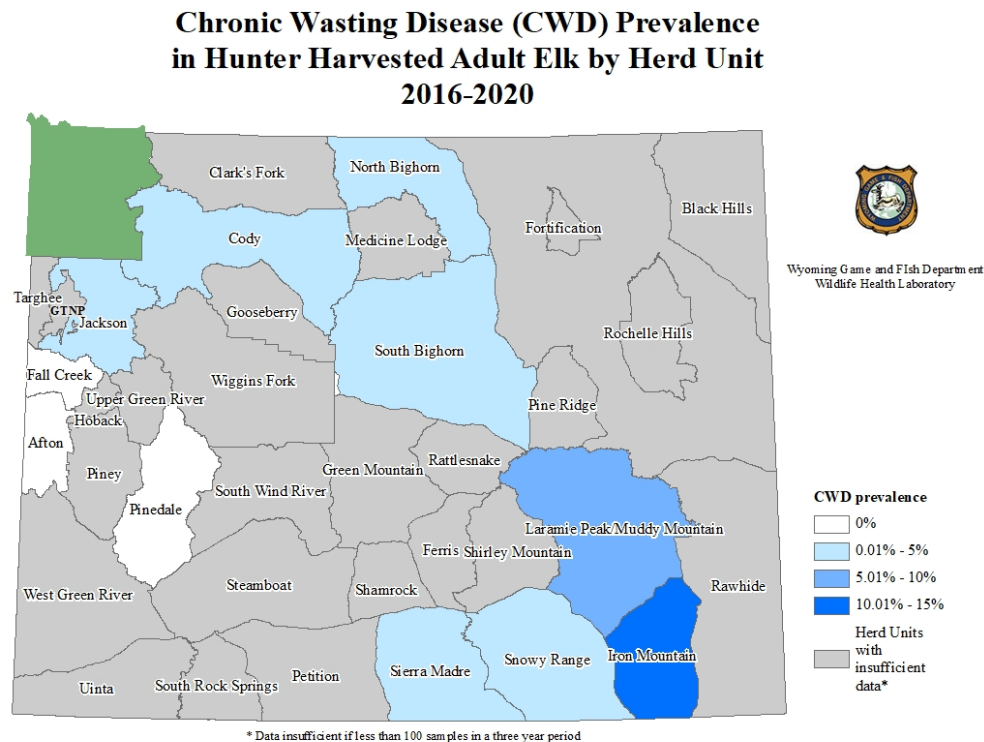 Chronic Wasting Disease (CWD) Prevalence
in Hunter Harvested Adult Elk by Herd Unit
2016-2020
Clark's Fork
North Bighorn
Black Hills
Fortification
Cody
Medicine Lodge
Wyoming Game and FIsh Department
Wildlife Health Laboratory
Targhee
GTNP
Jackson
Gooseberry
Rochelle Hills
South Bighorn
Fall Creek
Wiggins Fork
Upper Green River
Pine Ridge
Hoback
Afton
Piney
Green Mountain
Rattlesnake
South Wind River
Pinedale
Laramie Peak/Muddy Mountain
Ferris
Shirley Mountain
West Green River
Steamboat
Shamrock
Rawhide
CWD prevalence
0%
0.01% - 5%
5.01% - 10%
10.01% - 15%
Herd Units
with
insufficient
data*
Uinta
South Rock Springs
Petition
Sierra Madre
Snowy Range
Iron Mountain
* Data insufficient if less than 100 samples in a three year period